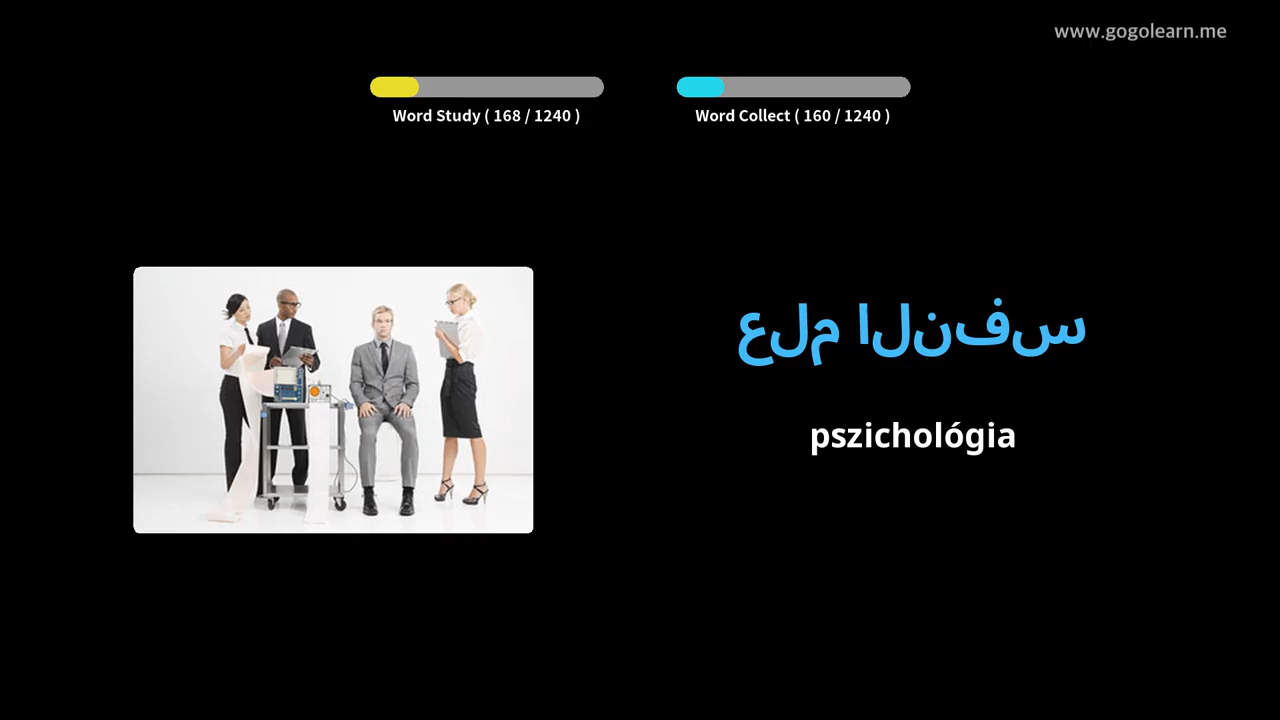 www.gogolearn.me
Word Study ( 168 / 1240 )
Word Collect ( 160 / 1240 )
علم النفس
pszichológia